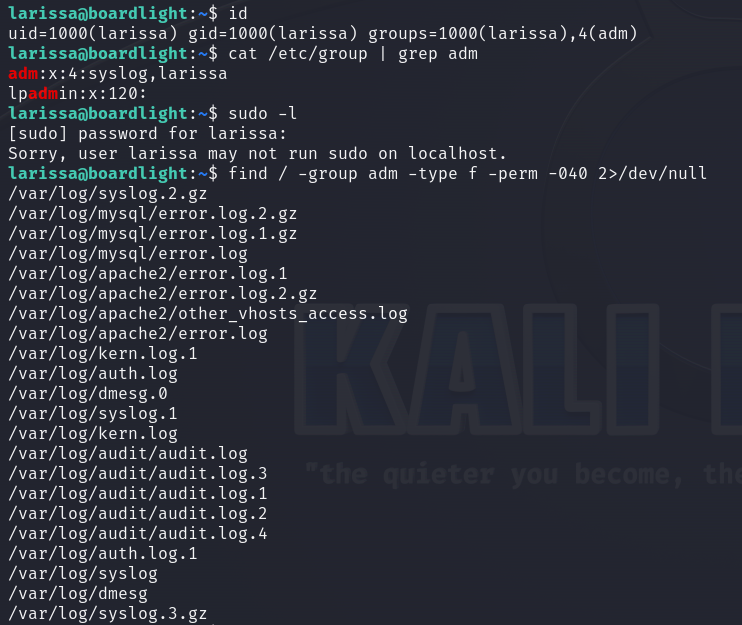 larissa@boardlight:~$ id
uid=1000(larissa) gid=1000(larissa) groups=1000(larissa),4(adm)
larissa@boardlight:~$ cat /etc/group | grep adm
adm:x:4:syslog,larissa
lpadmin:x:120:
larissa@boardlight:~$ sudo -l
[sudo] password for larissa:
Sorry, user larissa may not run sudo on localhost.
larissa@boardlight:~$ find / -group adm -type f -perm -040 2>/dev/null
/var/log/syslog.2.gz
/var/log/mysql/error.log.2.gz
/var/log/mysql/error.log.1.gz
/var/log/mysql/error.log
/var/log/apache2/error.log.1
/var/log/apache2/error.log.2.gz
/var/log/apache2/other_vhosts_access.log
/var/log/apache2/error.log
/var/log/kern.log.1
/var/log/auth.log
/var/log/dmesg.0
/var/log/syslog.1
/var/log/kern.log
/var/log/audit/audit.log
/var/log/audit/audit.log.3
/var/log/audit/audit.log.1
/var/log/audit/audit.log.2
/var/log/audit/audit.log.4
/var/log/auth.log.1
/var/log/syslog
/var/log/dmesg
/var/log/syslog.3.gz
KALI
"the quieter you become, the